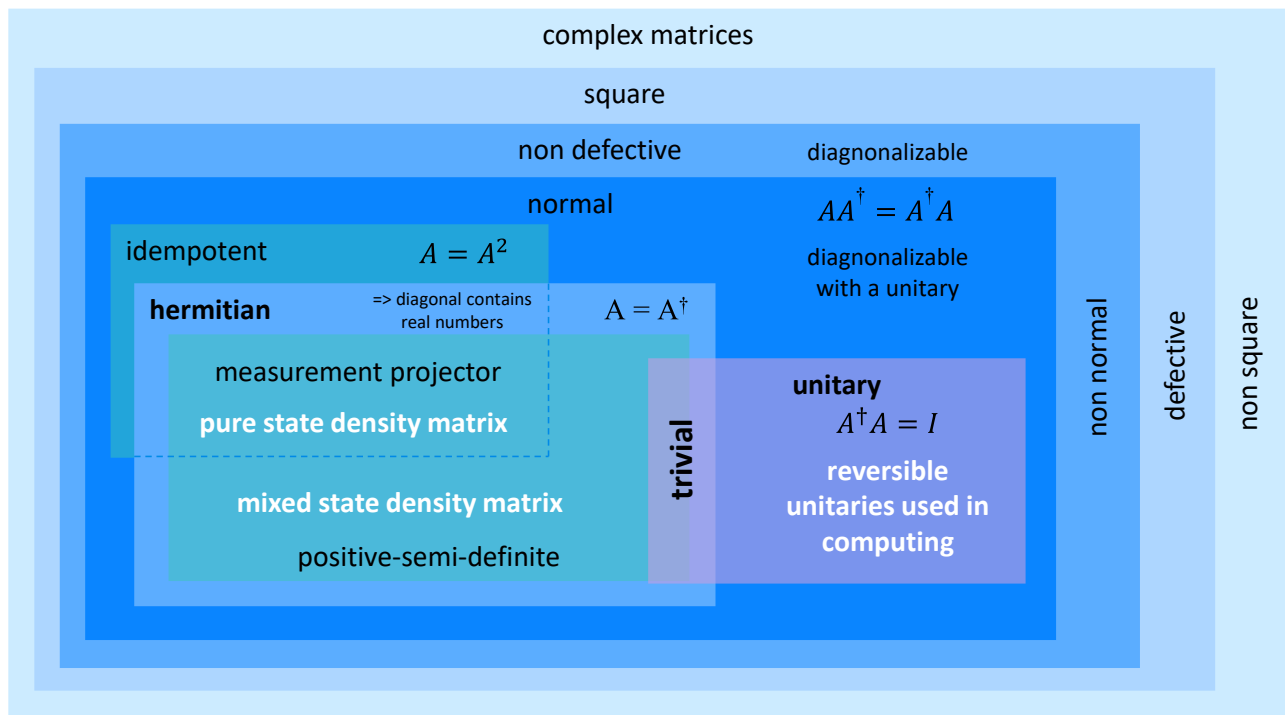 complex matrices
square
non defective
diagnonalizable
normal
AA† = A†A
idempotent
A = A²
diagnonalizable
with a unitary
hermitian
=> diagonal contains
real numbers
A = A†
measurement projector
pure state density matrix
mixed state density matrix
positive-semi-definite
trivial
unitary
A†A = I
reversible
unitaries used in
computing
non normal
defective
non square